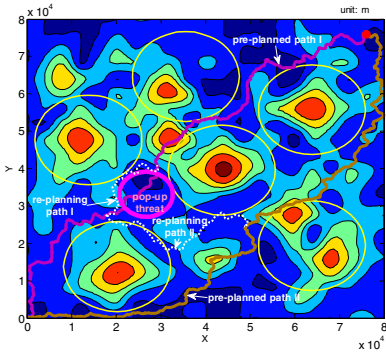 8 x 10⁴
unit: m
pre-planned path I
7
6
5
Y
4
3
2
1
0
re-planning
path I
pop-up
threat
re-planning
path II
pre-planned path II
0 1 2 3 4 5 6 7 8
X
x 10⁴